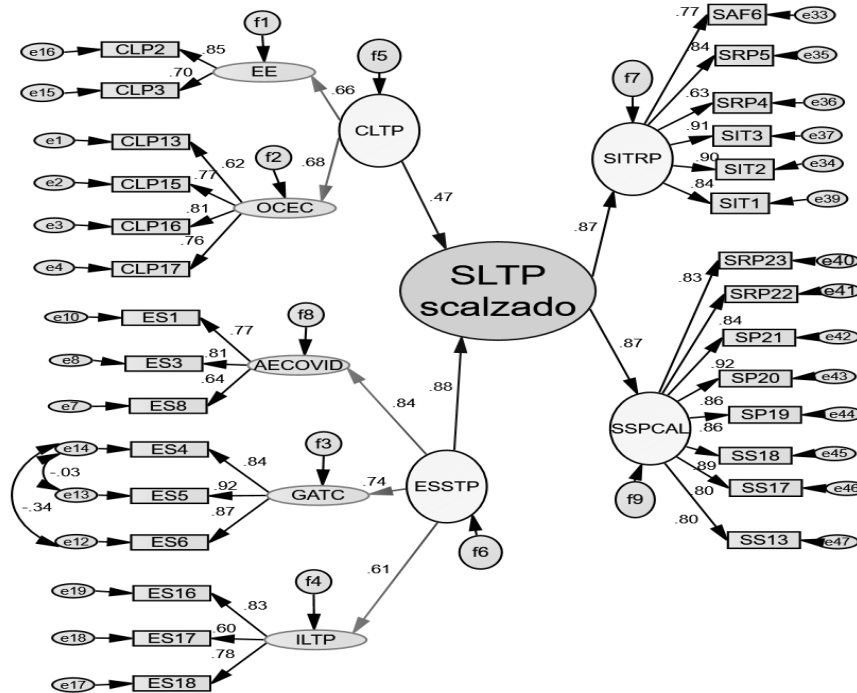 f1
e16
CLP2
.85
EE
e15
CLP3
.70
f5
.66
CLTP
e1
CLP13
f2
.62
.68
e2
CLP15
.77
OCEC
e3
CLP16
.81
e4
CLP17
.76
.47
SLTP
scalzado
e10
ES1
f8
.77
e8
ES3
.81
AECOVID
e7
ES8
.64
.84
.88
e14
ES4
f3
.84
-.03
e13
ES5
.92
GATC
.74
ESSTP
-.34
e12
ES6
.87
f6
e19
ES16
f4
.61
.83
e18
ES17
.60
ILTP
e17
ES18
.78
.77
SAF6
e33
.84
SRP5
e35
f7
.63
SRP4
e36
SITRP
.91
SIT3
e37
.90
SIT2
e34
.84
SIT1
e39
.87
.87
.83
SRP23
e40
SRP22
e41
.84
SP21
e42
.92
SP20
e43
.86
SP19
e44
SSPCAL
.86
SS18
e45
.89
SS17
e46
f9
.80
.80
SS13
e47